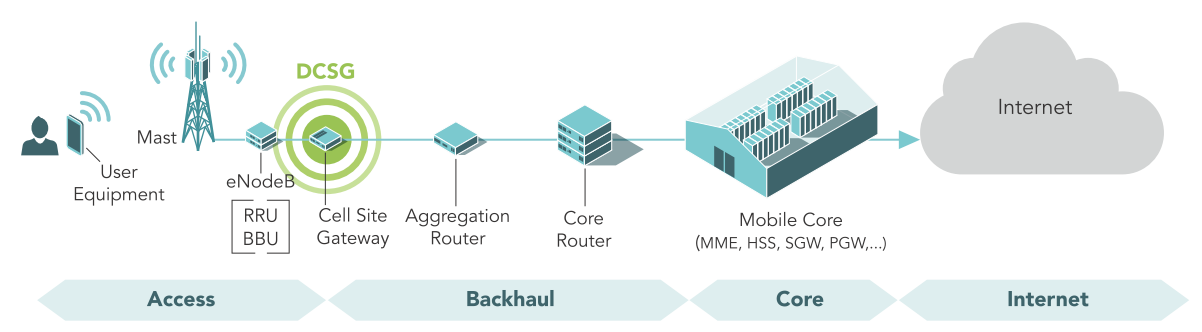 DCSG
Mast
User
Equipment
eNodeB
RRU
BBU
Cell Site
Gateway
Aggregation
Router
Core
Router
Mobile Core
(MME, HSS, SGW, PGW,...)
Internet
Access
Backhaul
Core
Internet